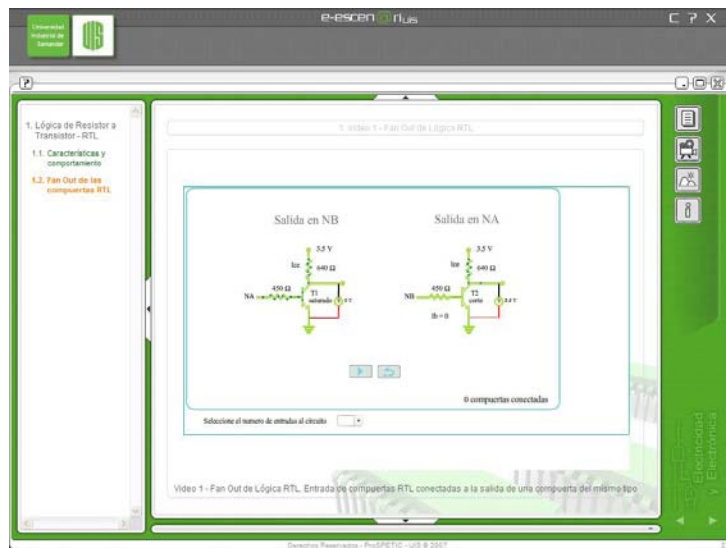 Universidad
Industrial de
Santander
UIS
e-escen@riUIS
C ? X
?
1. Lógica de Resistor a
Transistor - RTL
1.1. Características y
comportamiento
1.2. Fan Out de las
compuertas RTL
1. Video 1 - Fan Out de Lógica RTL
Salida en NB
Salida en NA
3.5 V
3.5 V
Icc
640 Ω
Icc
640 Ω
450 Ω
T1
450 Ω
T2
NA
saturado
NB
corte
Ib = 0
0 compuertas conectadas
Seleccione el numero de entradas al circuito
Video 1 - Fan Out de Lógica RTL. Entrada de compuertas RTL conectadas a la salida de una compuerta del mismo tipo
Electricidad
y Electrónica
Derechos Reservados - ProSPETIC - UIS © 2007